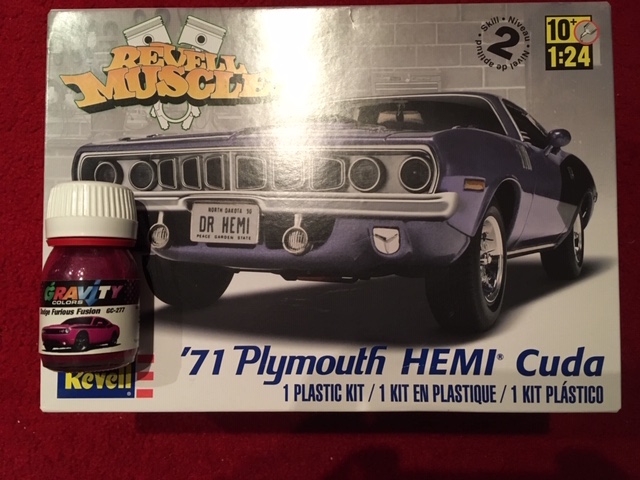 REVELL
MUSCLE
Skill • Niveau • Nivel de aptitud •
2
10+
1:24
NORTH DAKOTA
DR HEMI
PEACE GARDEN STATE
GRAVITY
COLORS
Dodge Furious Fusion GC-277
Revell
'71 Plymouth HEMI® Cuda
1 PLASTIC KIT / 1 KIT EN PLASTIQUE / 1 KIT PLÁSTICO